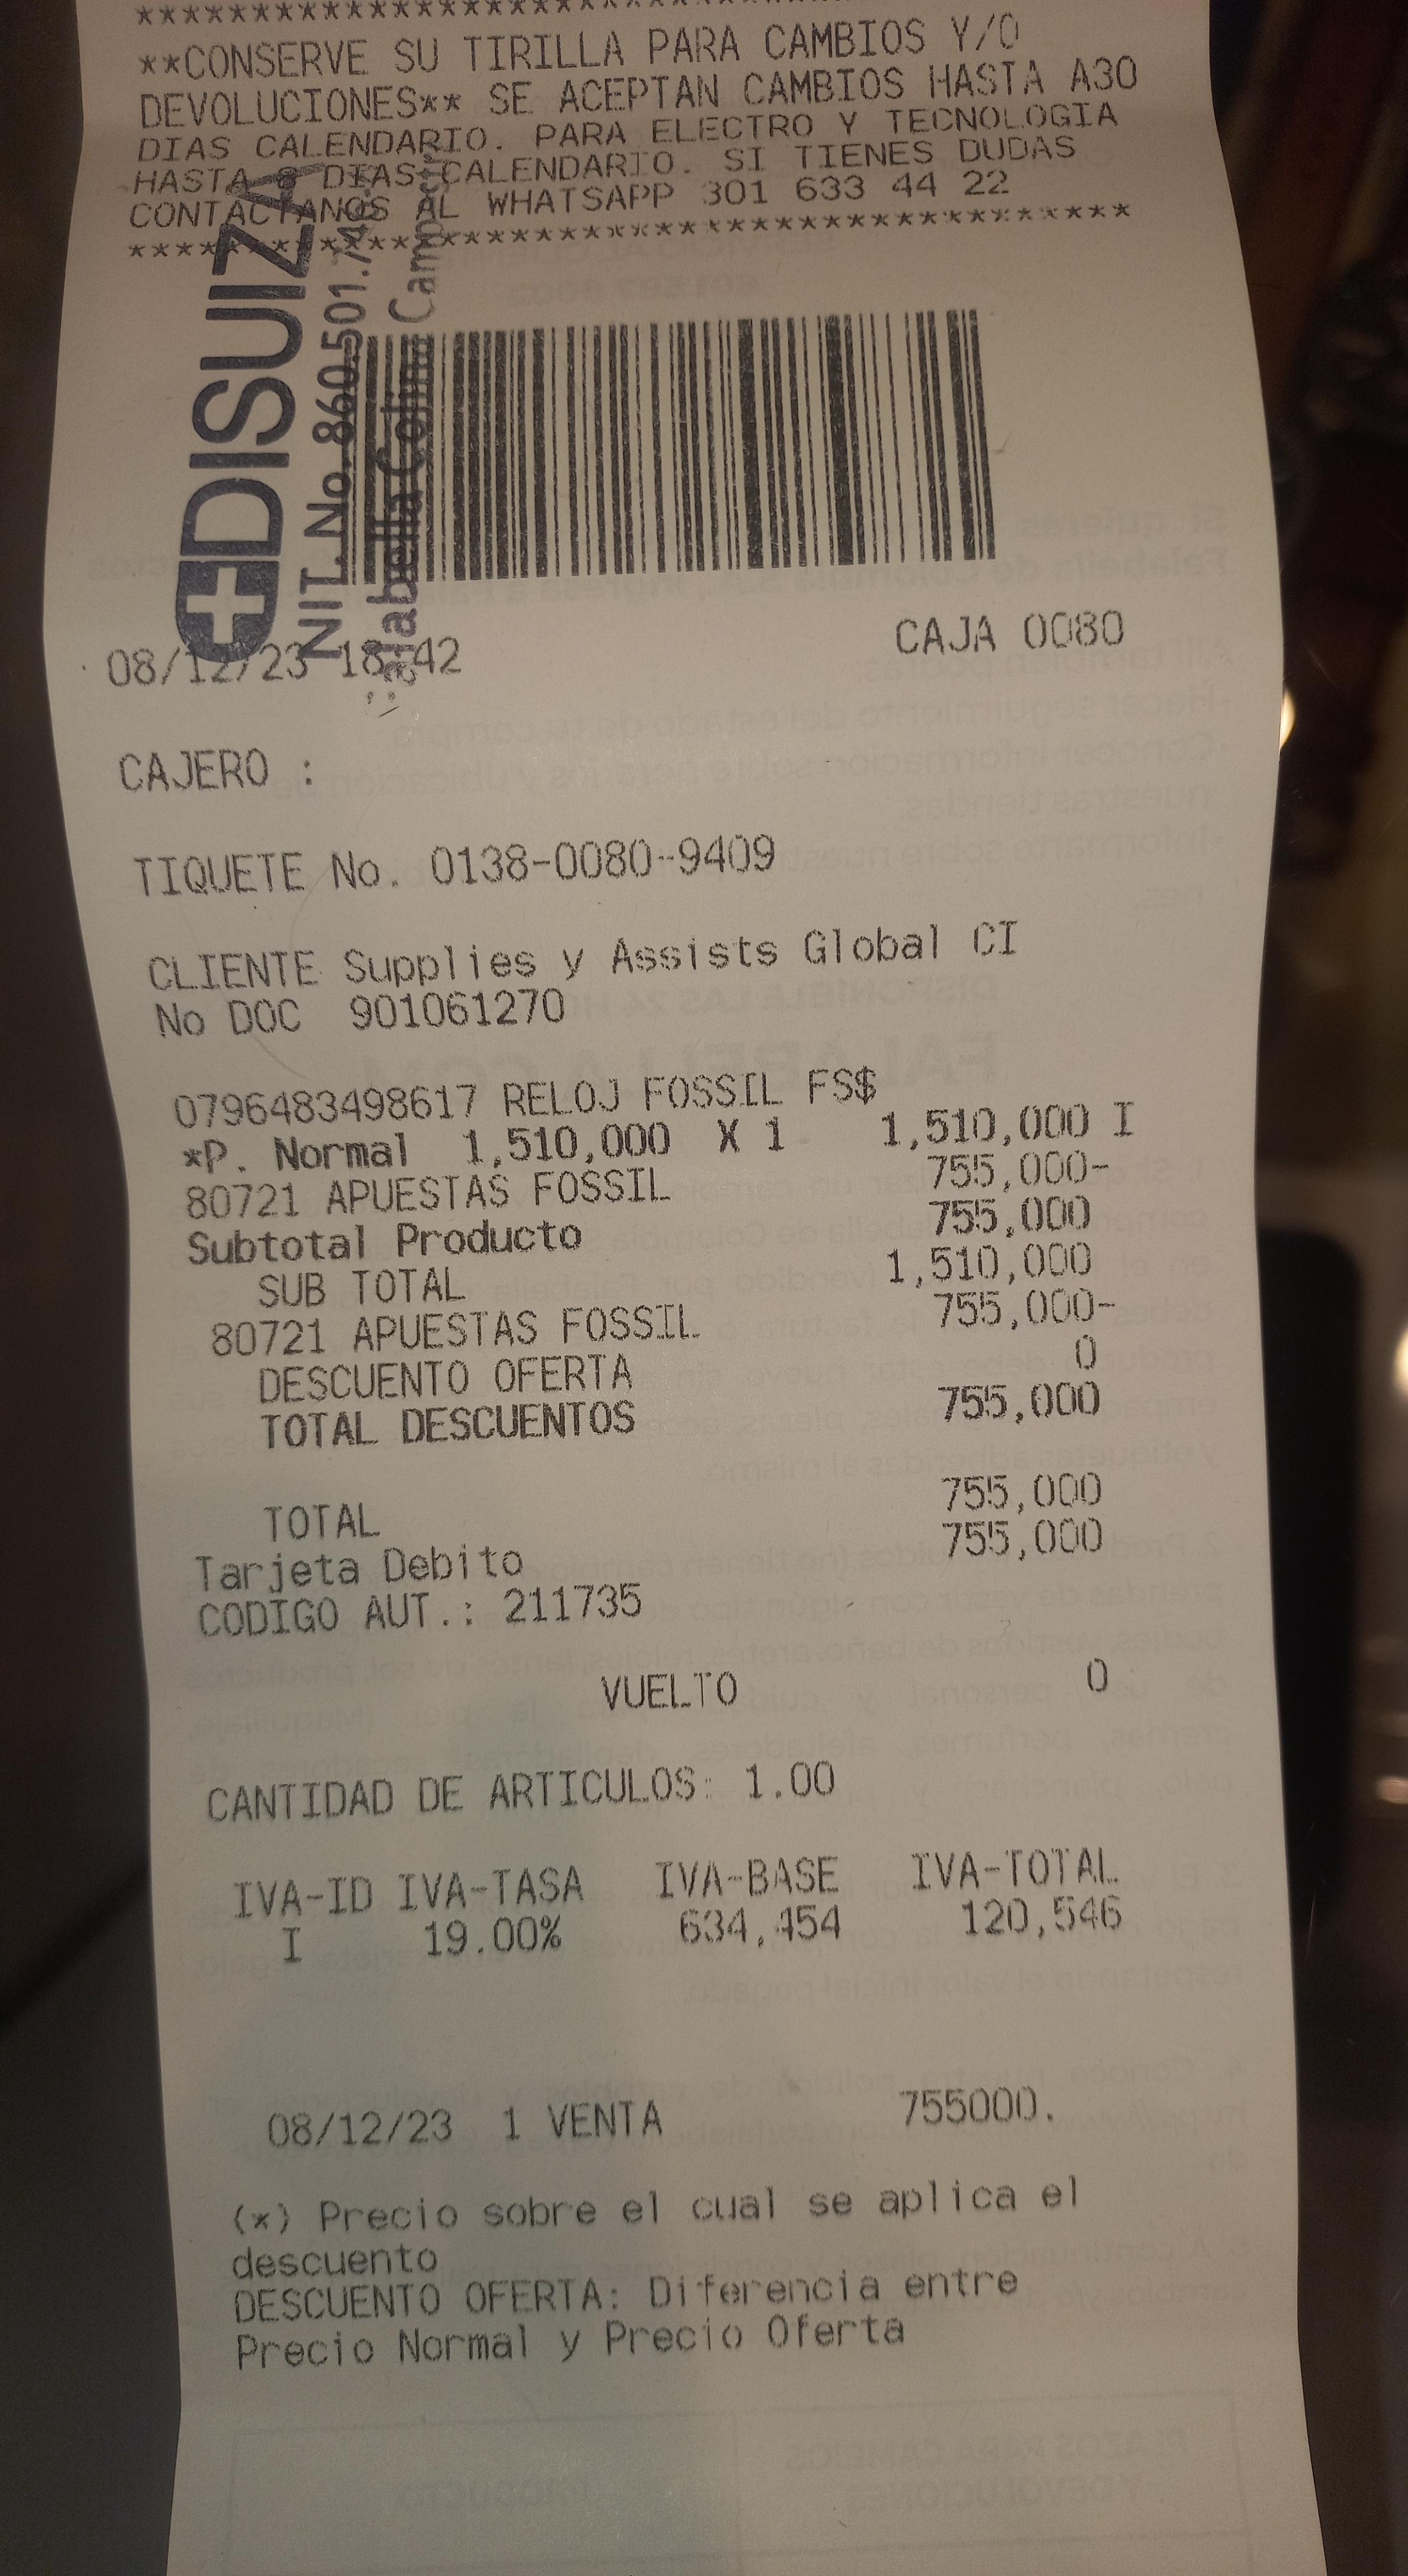 **CONSERVE SU TIRILLA PARA CAMBIOS Y/O
DEVOLUCIONES** SE ACEPTAN CAMBIOS HASTA A30
DIAS CALENDARIO. PARA ELECTRO Y TECNOLOGIA
HASTA 8 DIAS CALENDARIO. SI TIENES DUDAS
CONTACTANOS AL WHATSAPP 301 633 44 22
**************************************
DISUIZA
NIT. No. 860.501.
Falabella Colina Camp
08/12/23 18:42 CAJA 0080
CAJERO :
TIQUETE No. 0138-0080-9409
CLIENTE Supplies y Assists Global CI
No DOC 901061270
0796483498617 RELOJ FOSSIL FS$
*P. Normal 1,510,000 X 1 1,510,000 I
80721 APUESTAS FOSSIL 755,000-
Subtotal Producto 755,000
SUB TOTAL 1,510,000
80721 APUESTAS FOSSIL 755,000-
DESCUENTO OFERTA 0
TOTAL DESCUENTOS 755,000
TOTAL 755,000
Tarjeta Debito 755,000
CODIGO AUT.: 211735
VUELTO 0
CANTIDAD DE ARTICULOS: 1.00
IVA-ID IVA-TASA IVA-BASE IVA-TOTAL
I 19.00% 634,454 120,546
08/12/23 1 VENTA 755000.
(*) Precio sobre el cual se aplica el
descuento
DESCUENTO OFERTA: Diferencia entre
Precio Normal y Precio Oferta